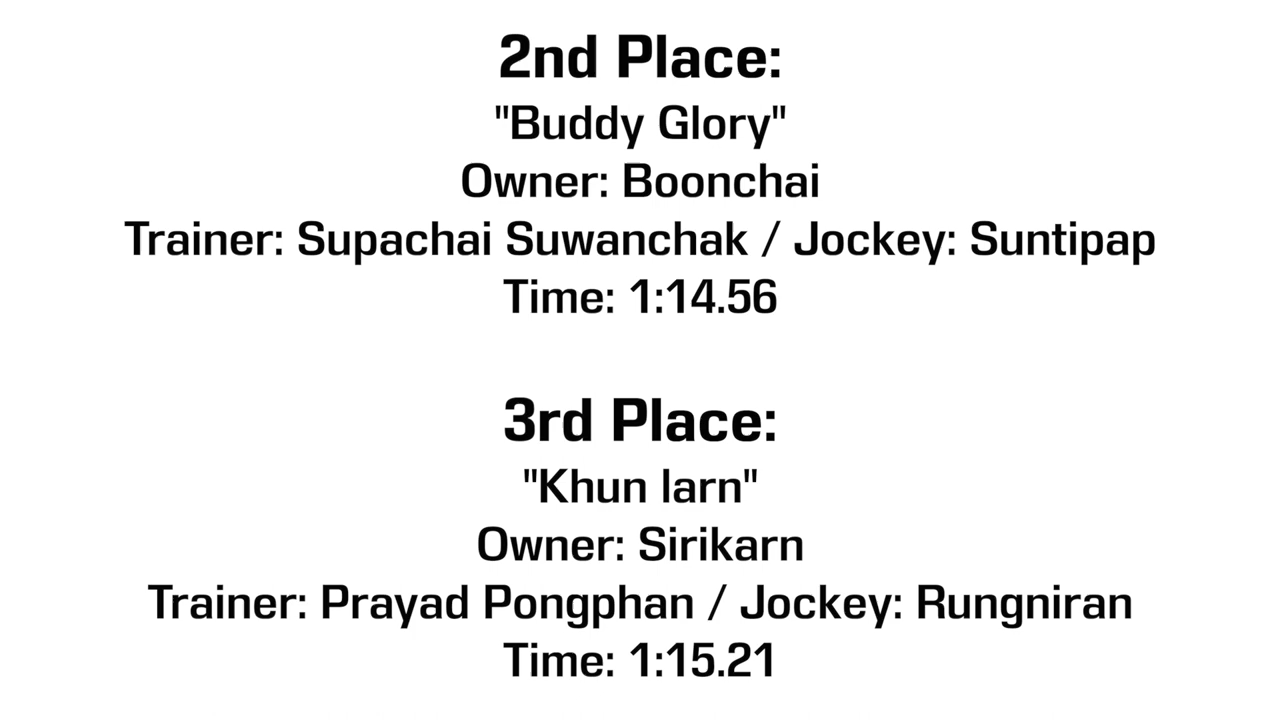 2nd Place:
"Buddy Glory"
Owner: Boonchai
Trainer: Supachai Suwanchak / Jockey: Suntipap
Time: 1:14.56
3rd Place:
"Khun larn"
Owner: Sirikarn
Trainer: Prayad Pongphan / Jockey: Rungniran
Time: 1:15.21